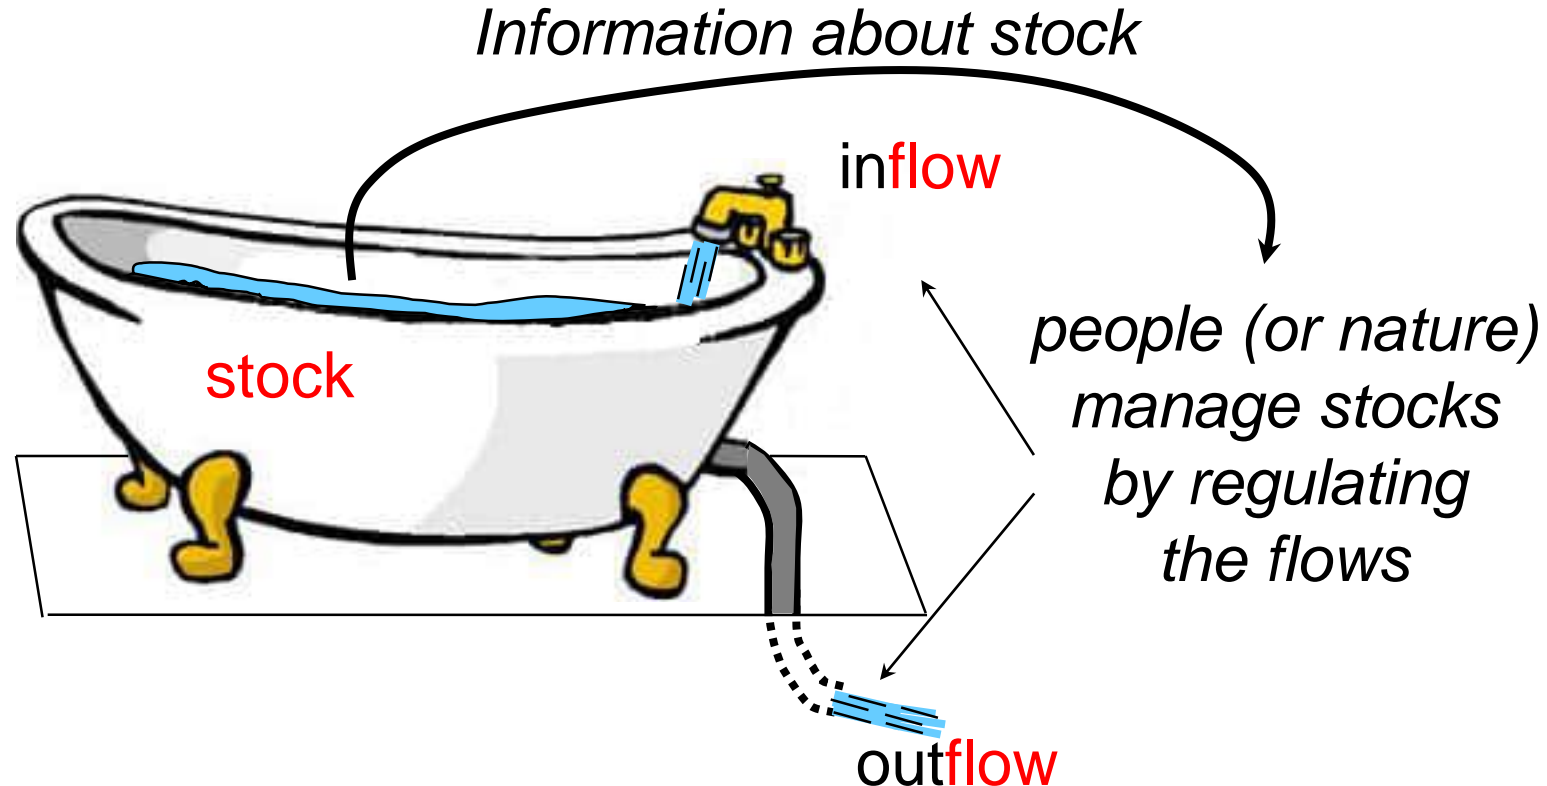 Information about stock
inflow
people (or nature)
manage stocks
by regulating
the flows
stock
outflow